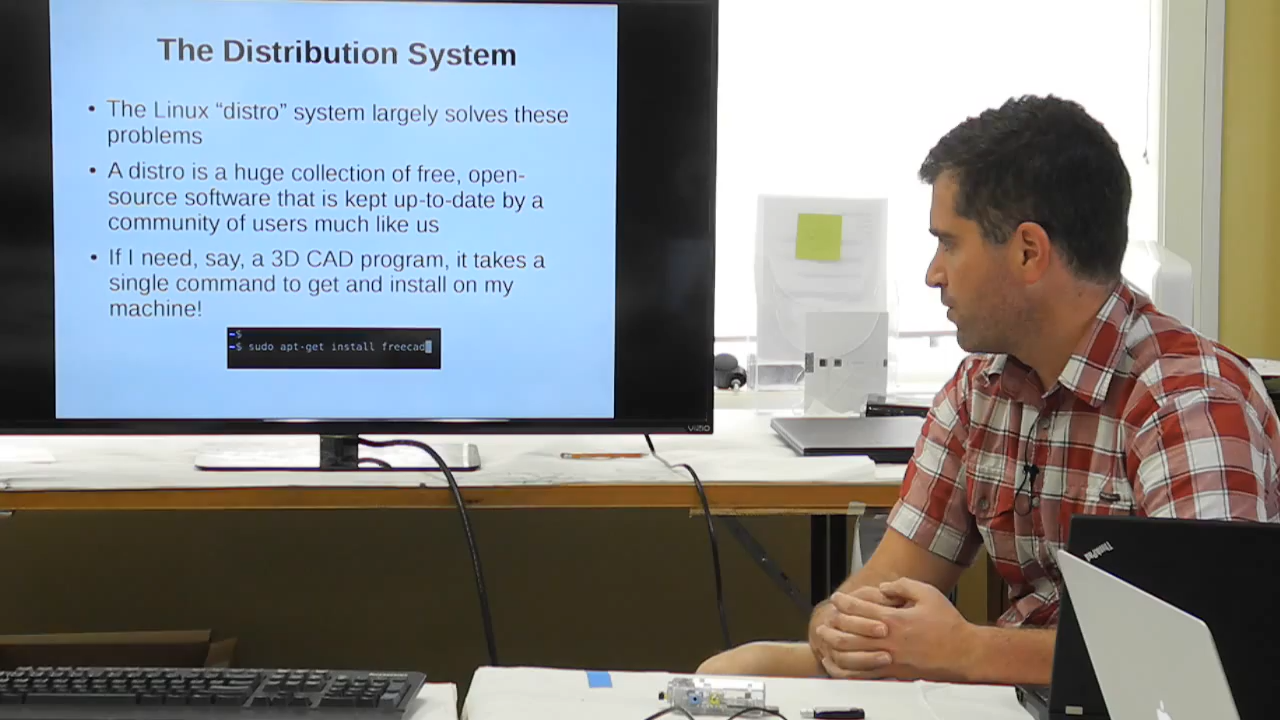 The Distribution System
• The Linux “distro” system largely solves these
problems
• A distro is a huge collection of free, open-
source software that is kept up-to-date by a
community of users much like us
• If I need, say, a 3D CAD program, it takes a
single command to get and install on my
machine!
~$
~$ sudo apt-get install freecad
VIZIO
ThinkPad